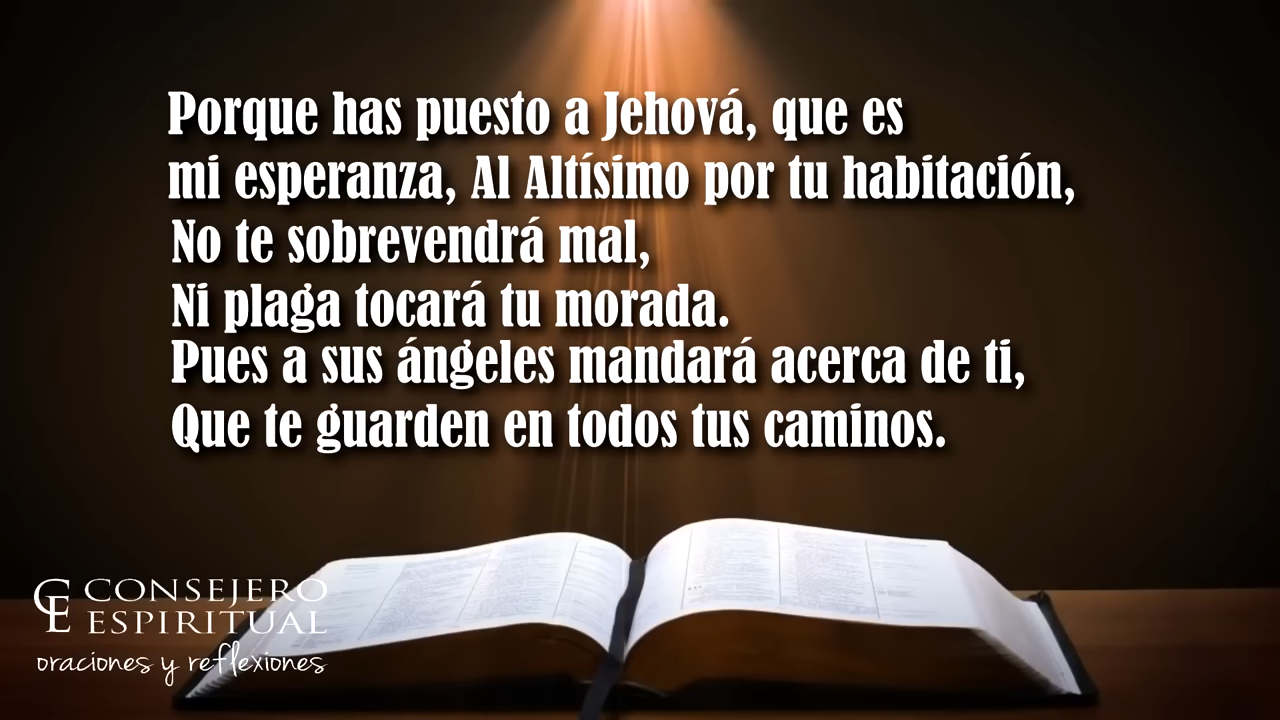 Porque has puesto a Jehová, que es
mi esperanza, Al Altísimo por tu habitación,
No te sobrevendrá mal,
Ni plaga tocará tu morada.
Pues a sus ángeles mandará acerca de ti,
Que te guarden en todos tus caminos.
CE CONSEJERO
ESPIRITUAL
oraciones y reflexiones